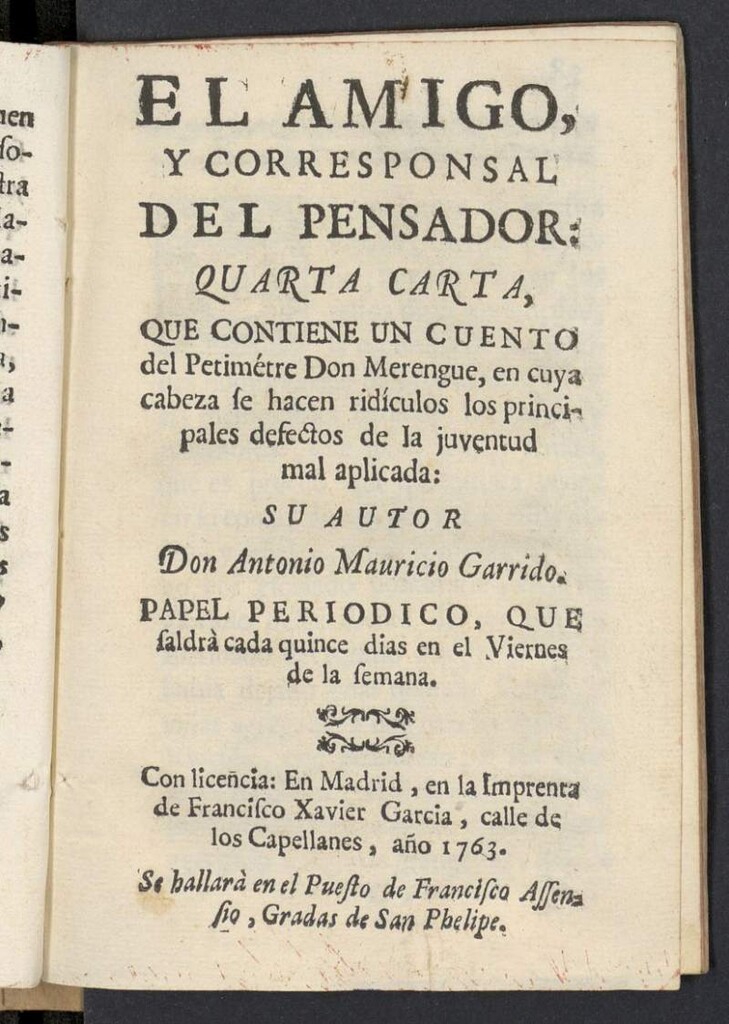 EL AMIGO,
Y CORRESPONSAL
DEL PENSADOR:
QUARTA CARTA,
QUE CONTIENE UN CUENTO
del Petimétre Don Merengue, en cuya
cabeza ſe hacen ridículos los princi-
pales defectos de la juventud
mal aplicada:
SU AUTOR
Don Antonio Mauricio Garrido.
PAPEL PERIODICO, QUE
ſaldrà cada quince dias en el Viernes
de la ſemana.
Con licencia: En Madrid, en la Imprenta
de Franciſco Xavier Garcia, calle de
los Capellanes, año 1763.
Se hallarà en el Pueſto de Franciſco Aſſen-
ſio, Gradas de San Phelipe.